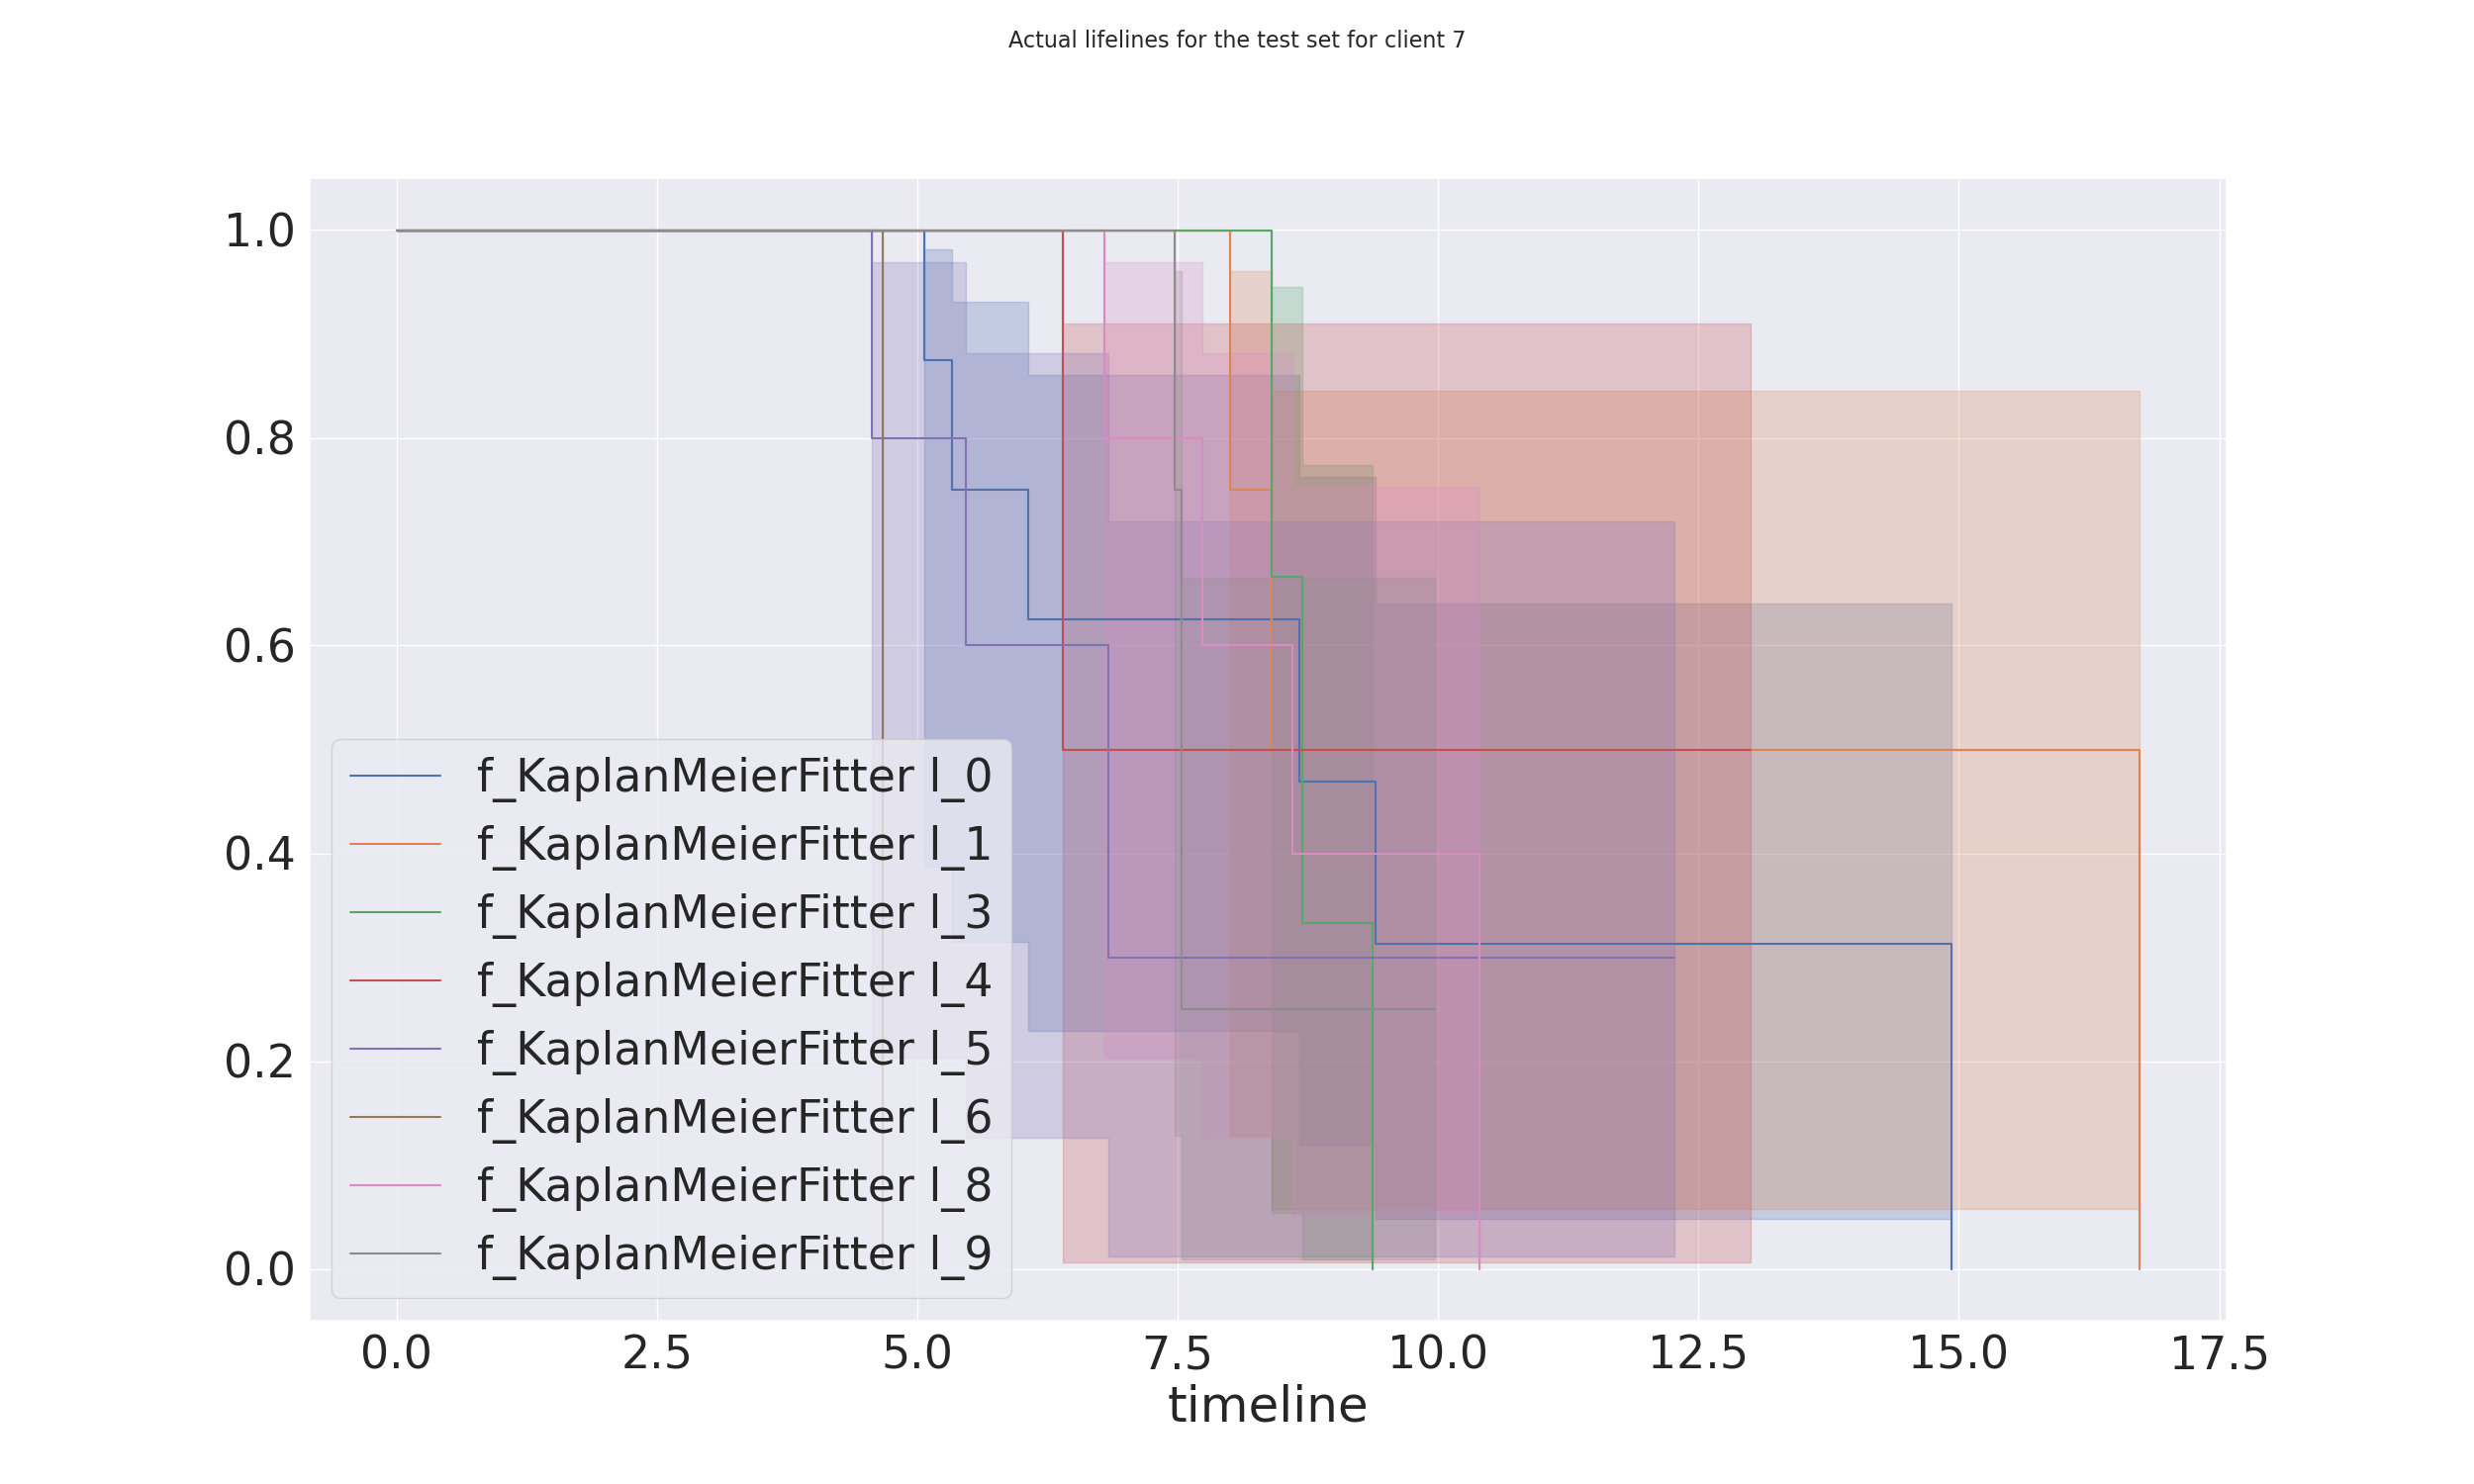 Actual lifelines for the test set for client 7
1.0
0.8
0.6
0.4
0.2
0.0
f_KaplanMeierFitter l_0
f_KaplanMeierFitter l_1
f_KaplanMeierFitter l_3
f_KaplanMeierFitter l_4
f_KaplanMeierFitter l_5
f_KaplanMeierFitter l_6
f_KaplanMeierFitter l_8
f_KaplanMeierFitter l_9
0.0 2.5 5.0 7.5 10.0 12.5 15.0 17.5
timeline